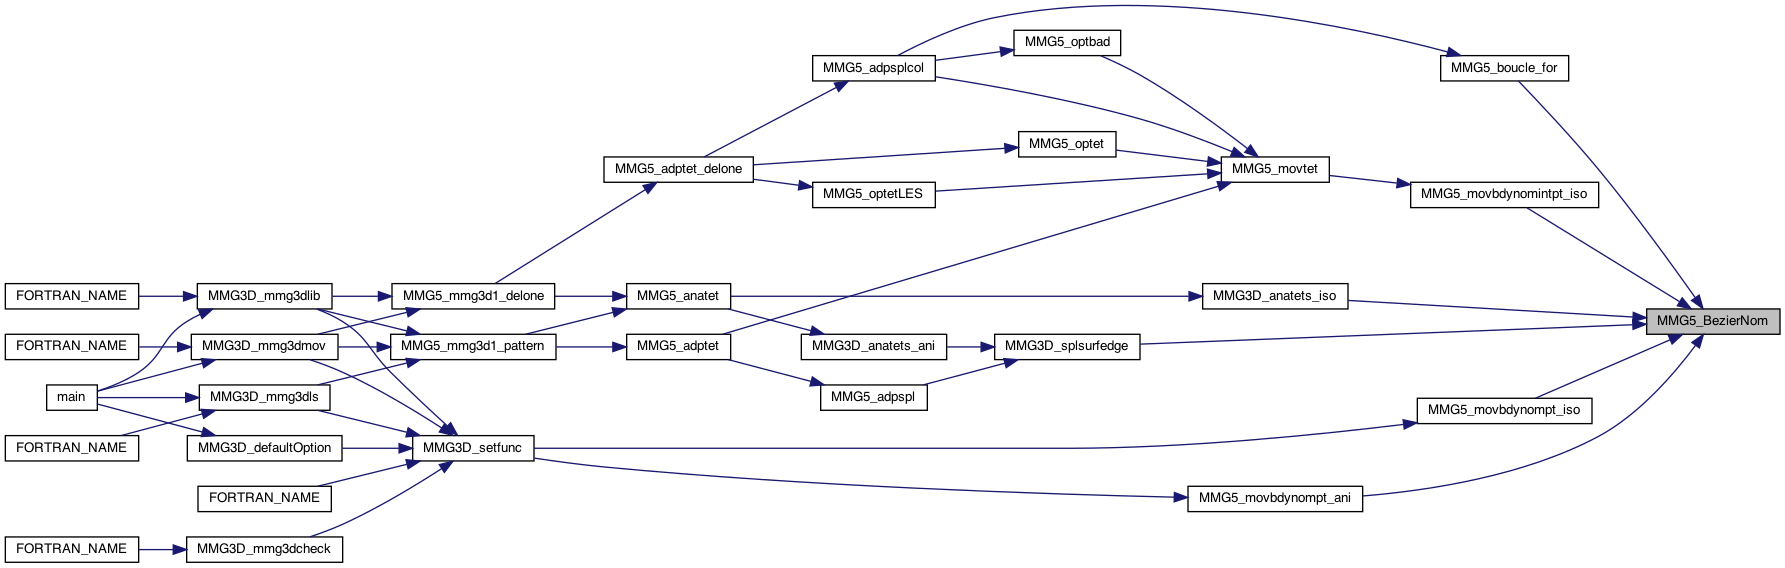 MMG5_optbad
MMG5_adpsplcol
MMG5_boucle_for
MMG5_optet
MMG5_adptet_delone
MMG5_movtet
MMG5_optetLES
MMG5_movbdynomintpt_iso
FORTRAN_NAME
MMG3D_mmg3dlib
MMG5_mmg3d1_delone
MMG5_anatet
MMG3D_anatets_iso
MMG5_BezierNom
FORTRAN_NAME
MMG3D_mmg3dmov
MMG5_mmg3d1_pattern
MMG5_adptet
MMG3D_anatets_ani
MMG3D_splsurfedge
main
MMG3D_mmg3dls
MMG5_adpspl
MMG5_movbdynompt_iso
FORTRAN_NAME
MMG3D_defaultOption
MMG3D_setfunc
FORTRAN_NAME
MMG5_movbdynompt_ani
FORTRAN_NAME
MMG3D_mmg3dcheck